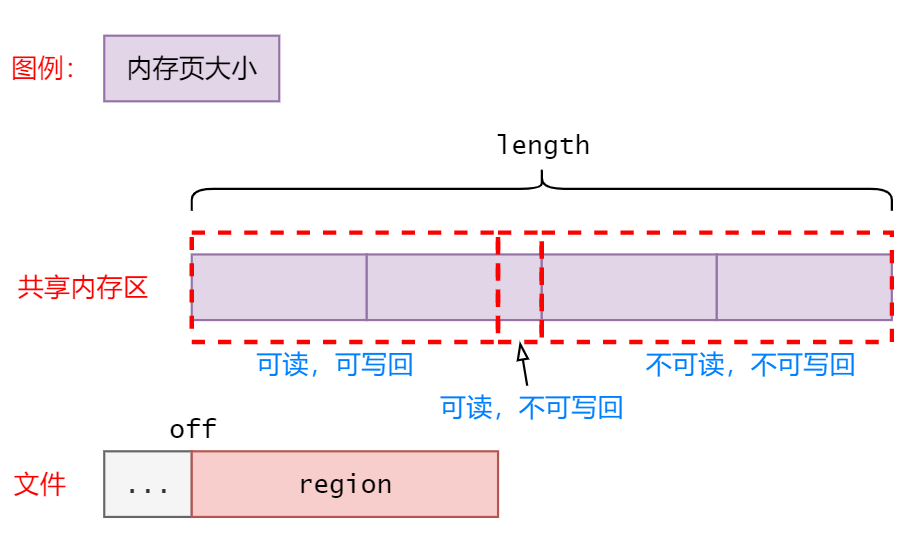 图例：
内存页大小
length
共享内存区
可读，可写回
不可读，不可写回
可读，不可写回
off
文件
...
region